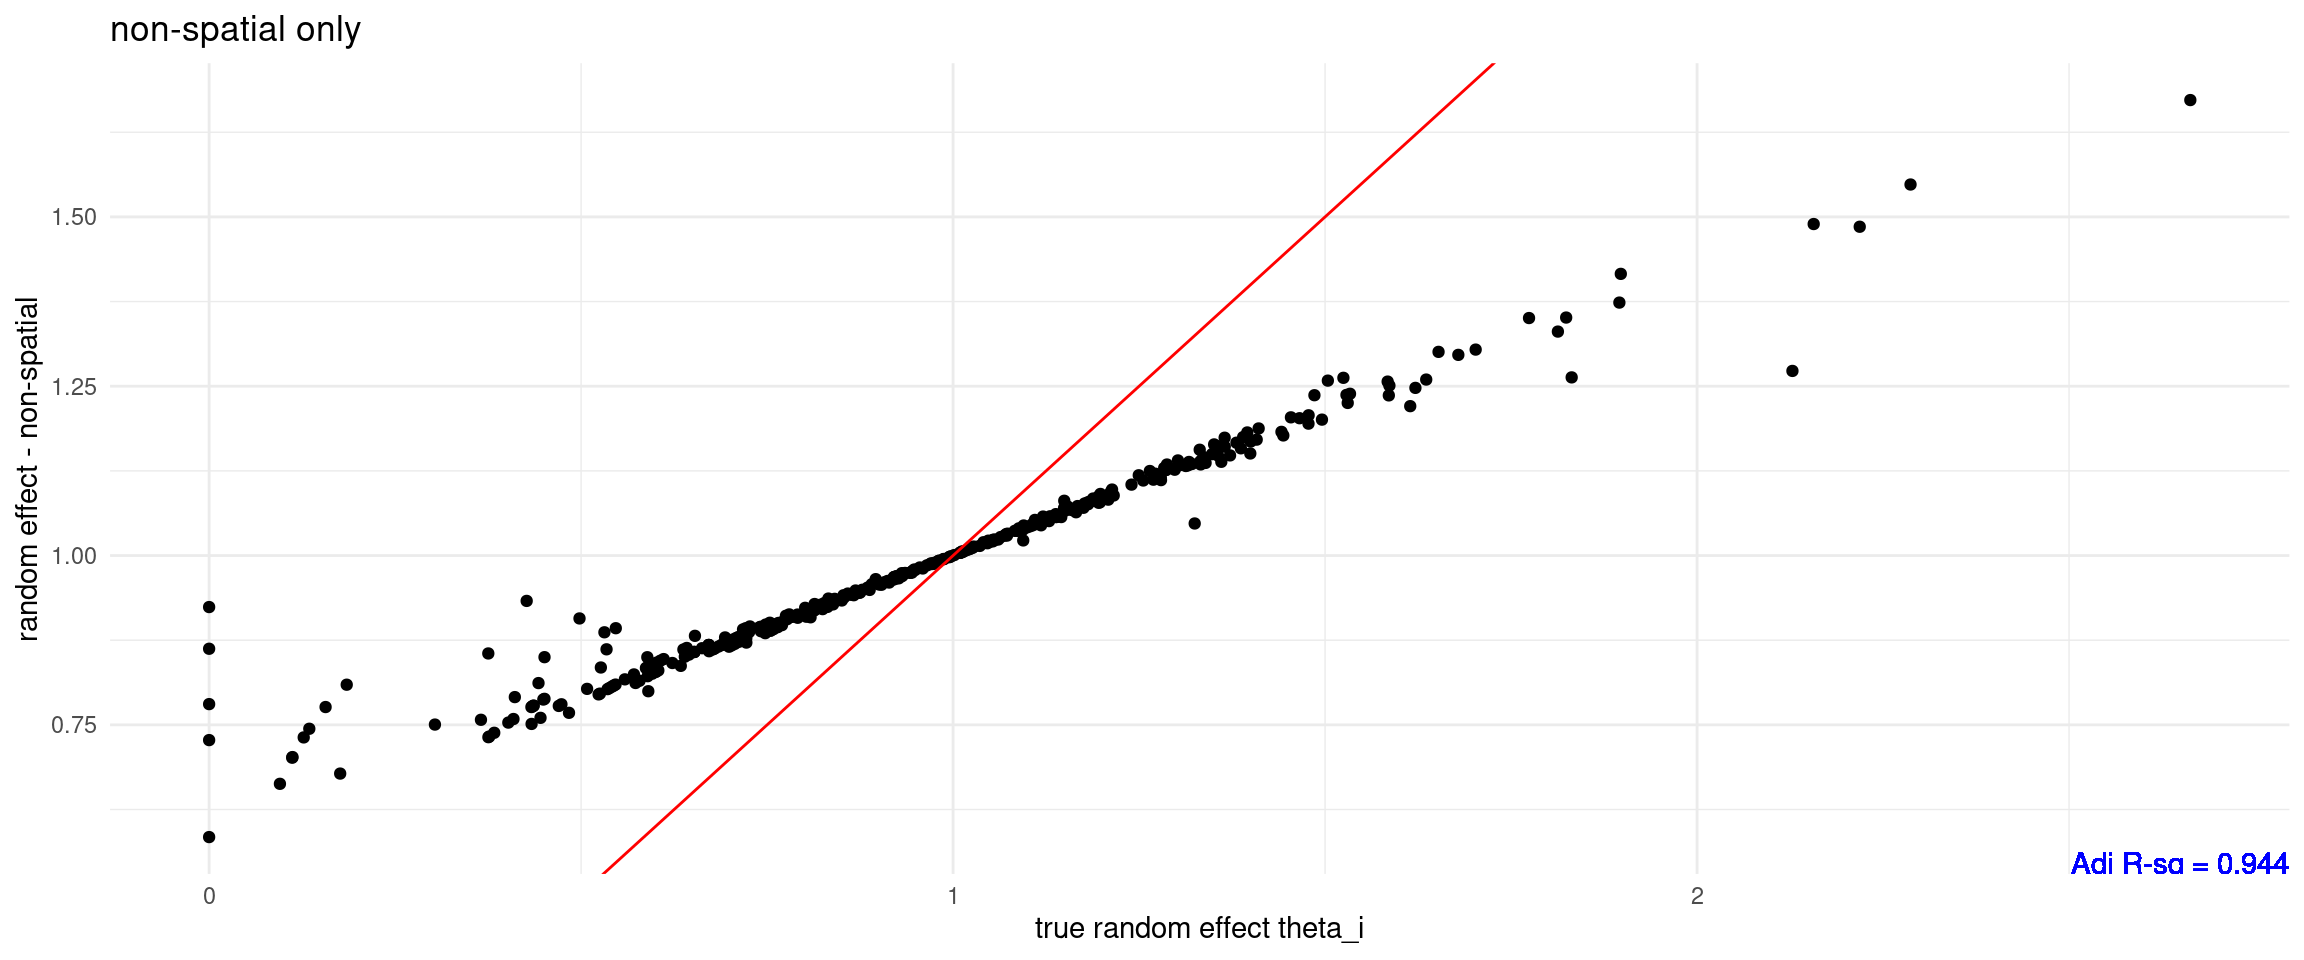 non-spatial only
random effect - non-spatial
1.50
1.25
1.00
0.75
Adj R-sq = 0.944
0
1
2
true random effect theta_i